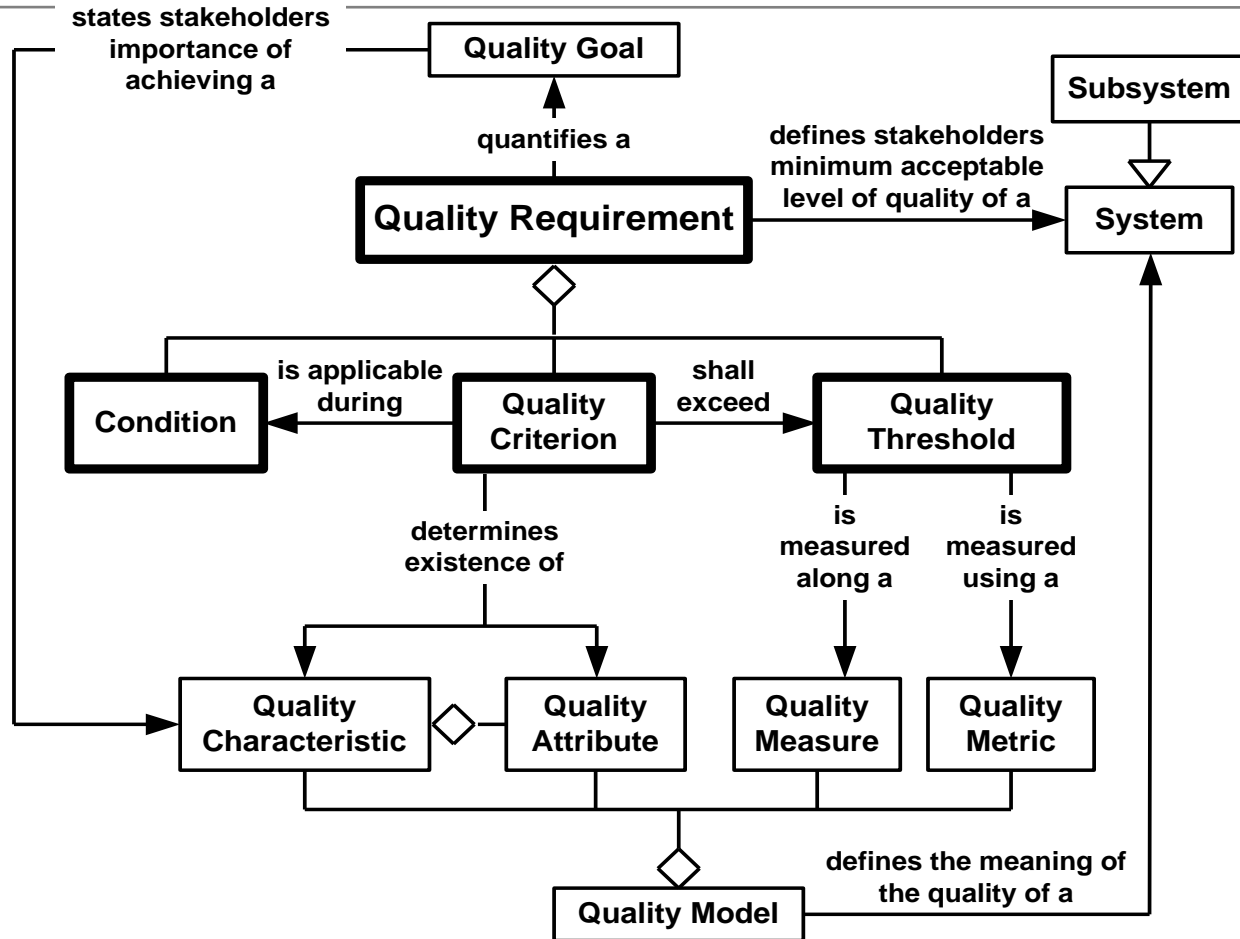 states stakeholders
importance of
achieving a
Quality Goal
Subsystem
quantifies a
defines stakeholders
minimum acceptable
level of quality of a
Quality Requirement
System
is applicable
during
shall
exceed
Condition
Quality
Criterion
Quality
Threshold
determines
existence of
is
measured
along a
is
measured
using a
Quality
Characteristic
Quality
Attribute
Quality
Measure
Quality
Metric
defines the meaning of
the quality of a
Quality Model